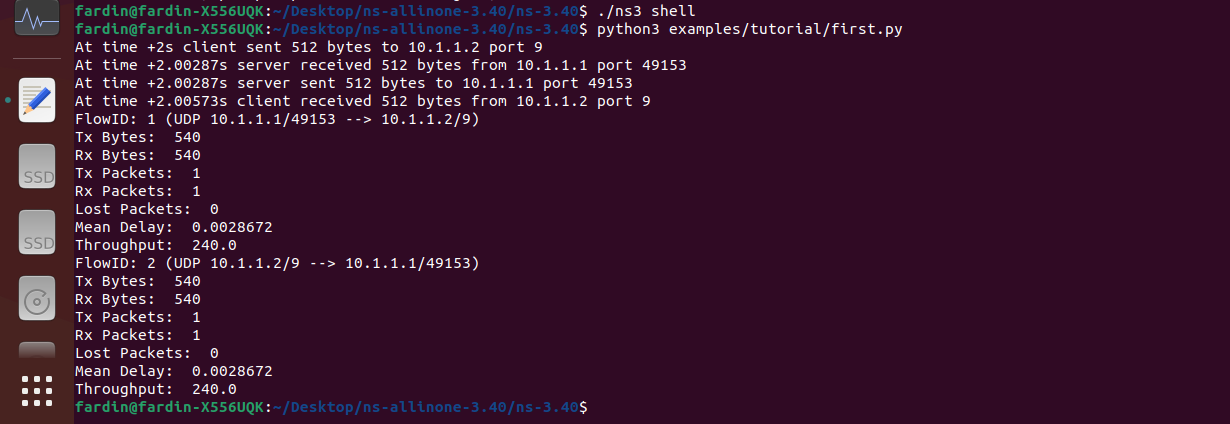 fardin@fardin-X556UQK:~/Desktop/ns-allinone-3.40/ns-3.40$ ./ns3 shell
fardin@fardin-X556UQK:~/Desktop/ns-allinone-3.40/ns-3.40$ python3 examples/tutorial/first.py
At time +2s client sent 512 bytes to 10.1.1.2 port 9
At time +2.00287s server received 512 bytes from 10.1.1.1 port 49153
At time +2.00287s server sent 512 bytes to 10.1.1.1 port 49153
At time +2.00573s client received 512 bytes from 10.1.1.2 port 9
FlowID: 1 (UDP 10.1.1.1/49153 --> 10.1.1.2/9)
Tx Bytes:  540
Rx Bytes:  540
Tx Packets:  1
Rx Packets:  1
Lost Packets:  0
Mean Delay:  0.0028672
Throughput:  240.0
FlowID: 2 (UDP 10.1.1.2/9 --> 10.1.1.1/49153)
Tx Bytes:  540
Rx Bytes:  540
Tx Packets:  1
Rx Packets:  1
Lost Packets:  0
Mean Delay:  0.0028672
Throughput:  240.0
fardin@fardin-X556UQK:~/Desktop/ns-allinone-3.40/ns-3.40$
SSD
SSD